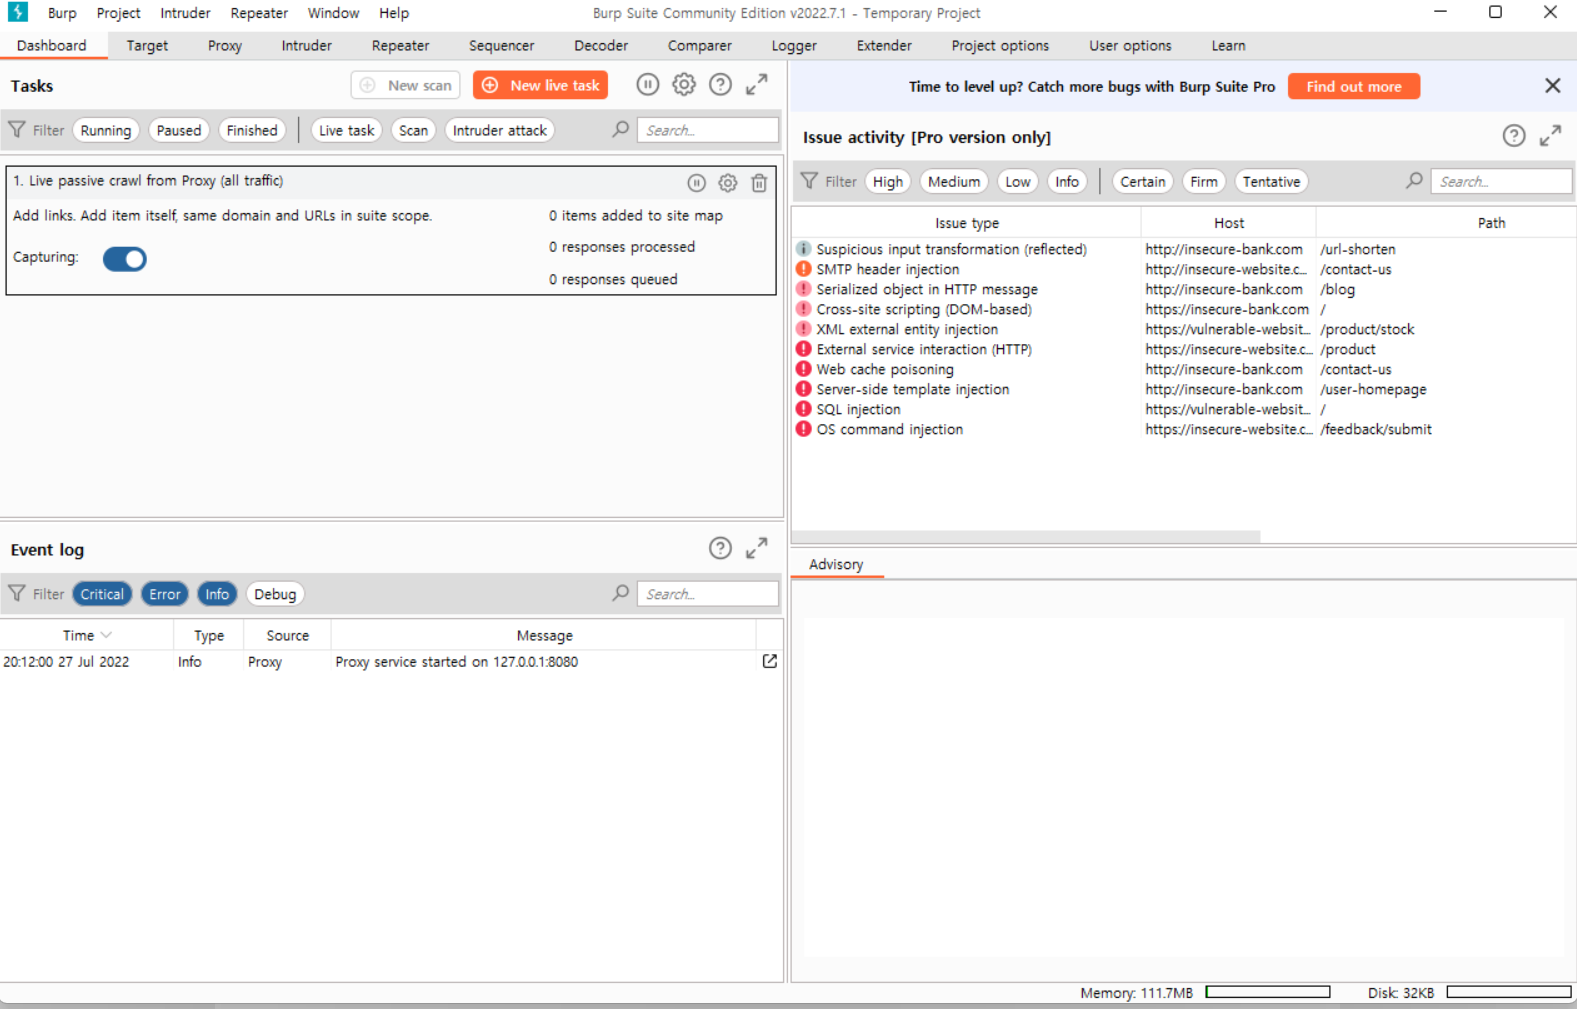 Burp Project Intruder Repeater Window Help
Burp Suite Community Edition v2022.7.1 - Temporary Project
Dashboard Target Proxy Intruder Repeater Sequencer Decoder Comparer Logger Extender Project options User options Learn
Tasks
New scan
New live task
Filter Running Paused Finished Live task Scan Intruder attack Search...
1. Live passive crawl from Proxy (all traffic)
Add links. Add item itself, same domain and URLs in suite scope.
0 items added to site map
Capturing:
0 responses processed
0 responses queued
Event log
Filter Critical Error Info Debug Search...
Time Type Source Message
20:12:00 27 Jul 2022 Info Proxy Proxy service started on 127.0.0.1:8080
Time to level up? Catch more bugs with Burp Suite Pro
Find out more
Issue activity [Pro version only]
Filter High Medium Low Info Certain Firm Tentative Search...
Issue type Host Path
Suspicious input transformation (reflected) http://insecure-bank.com /url-shorten
SMTP header injection http://insecure-website.c... /contact-us
Serialized object in HTTP message http://insecure-bank.com /blog
Cross-site scripting (DOM-based) https://insecure-bank.com /
XML external entity injection https://vulnerable-websit... /product/stock
External service interaction (HTTP) https://insecure-website.c... /product
Web cache poisoning http://insecure-bank.com /contact-us
Server-side template injection http://insecure-bank.com /user-homepage
SQL injection https://vulnerable-websit... /
OS command injection https://insecure-website.c... /feedback/submit
Advisory
Memory: 111.7MB
Disk: 32KB